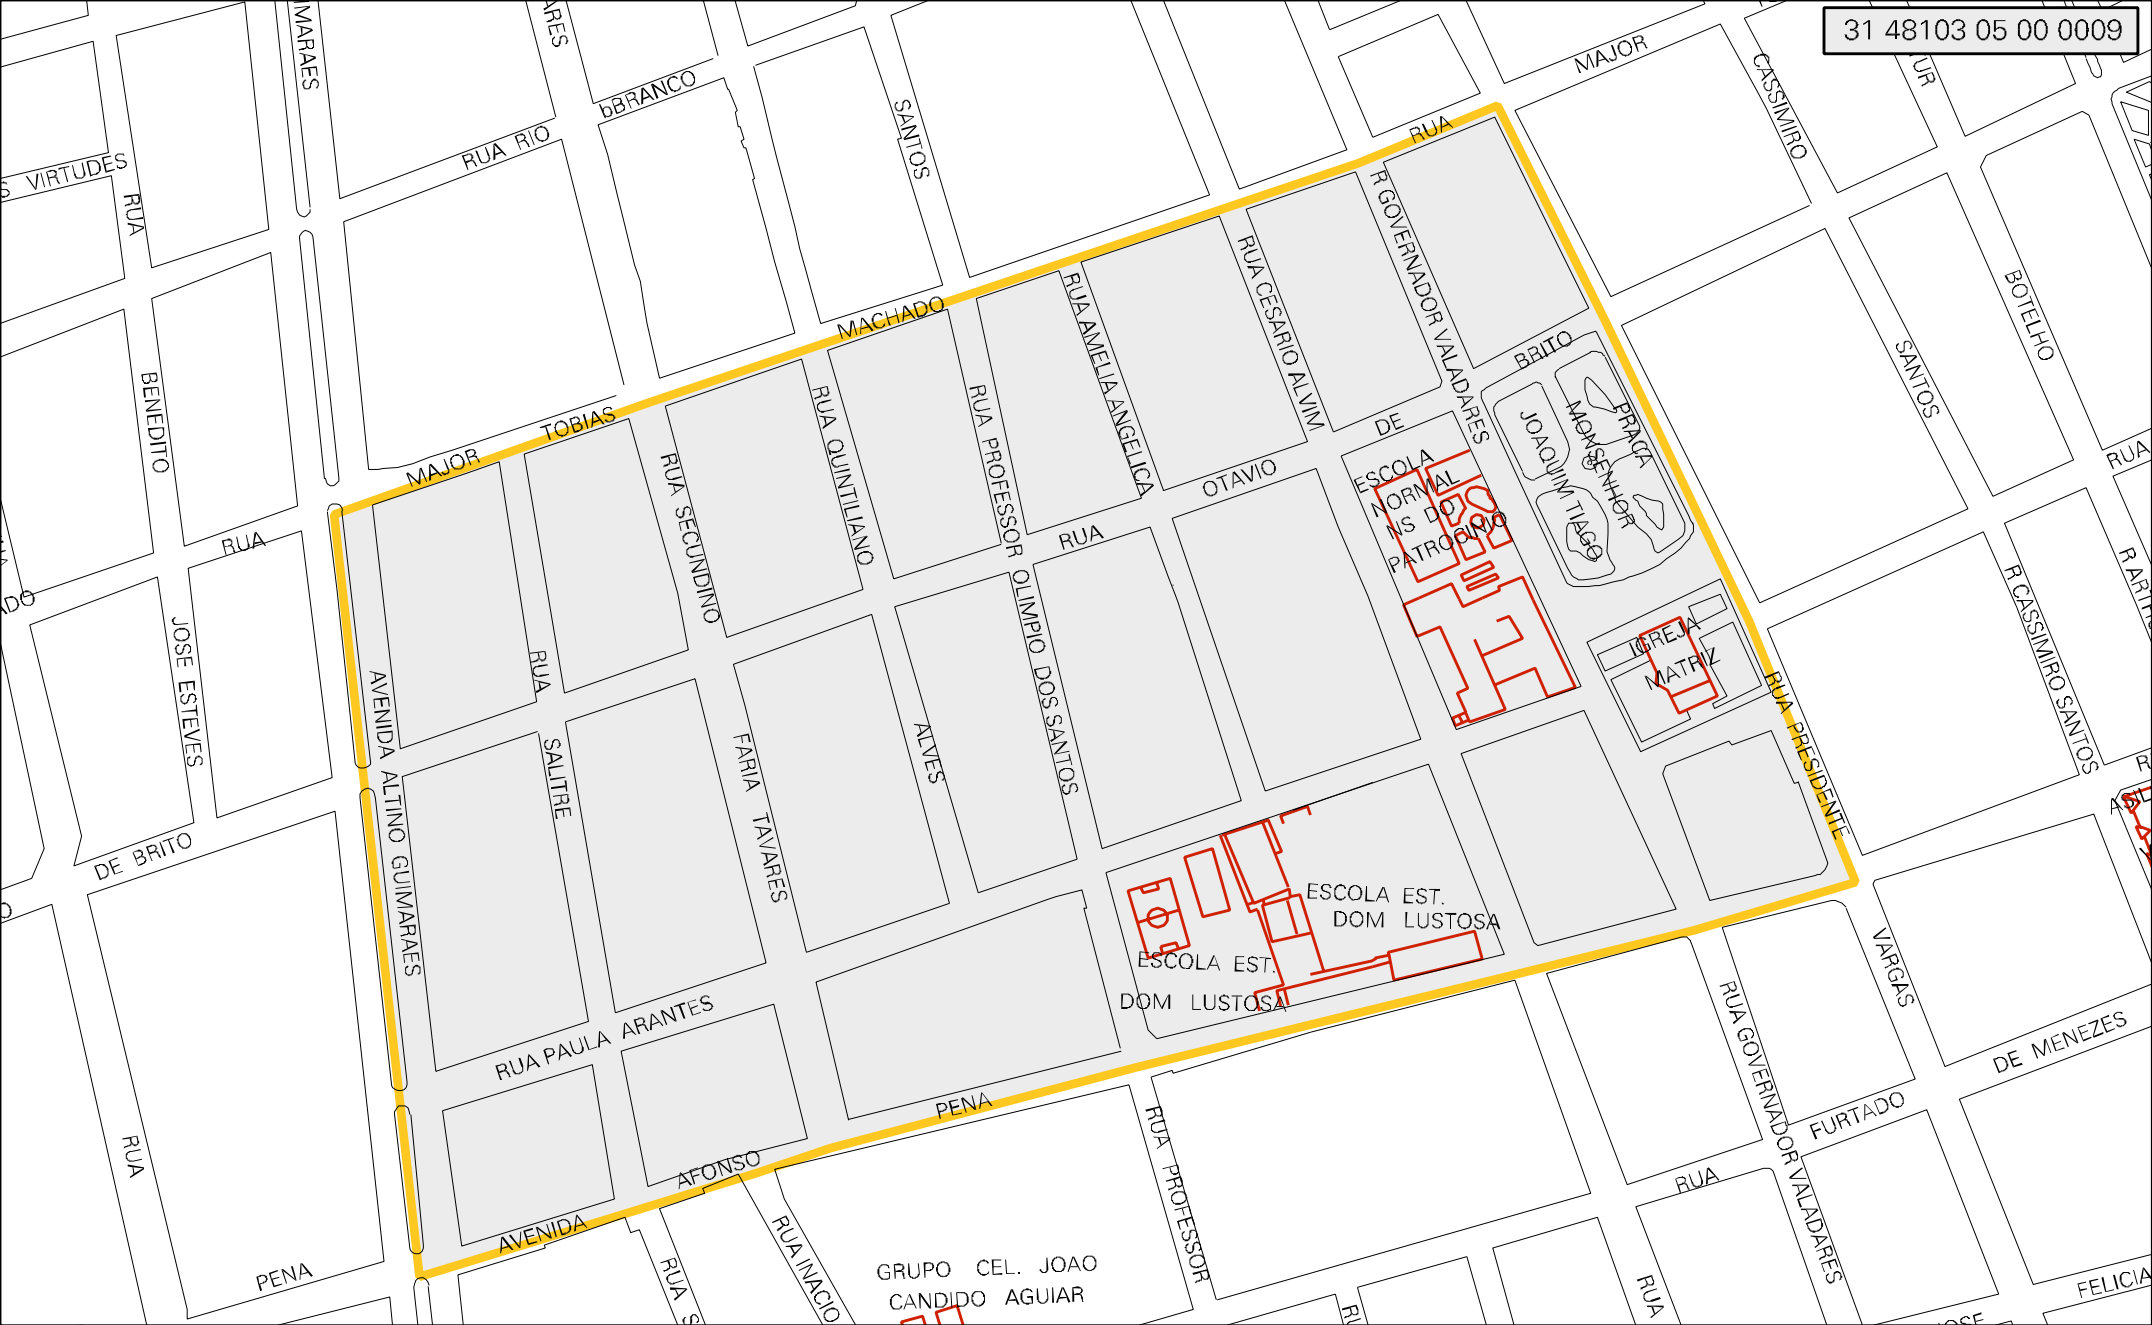 31 48103 05 00 0009
MAJOR
CASSIMIRO
SANTOS
BOTELHO
RUA
bBRANCO
RUA RIO
SANTOS
S VIRTUDES
RUA
BENEDITO
JOSE ESTEVES
RUA
DE BRITO
RUA
PENA
RUA
MAJOR
TOBIAS
MACHADO
R GOVERNADOR VALADARES
RUA CESARIO ALVIM
RUA AMELIA ANGELICA
RUA PROFESSOR OLIMPIO DOS SANTOS
RUA QUINTILIANO
ALVES
RUA SECUNDINO
FARIA TAVARES
RUA
SALITRE
AVENIDA ALTINO GUIMARAES
RUA
OTAVIO
DE
BRITO
PRACA
MONSENHOR
JOAQUIM TIAGO
ESCOLA
NORMAL
NS DO
PATROCINIO
IGREJA
MATRIZ
RUA PRESIDENTE
VARGAS
R CASSIMIRO SANTOS
RUA
ESCOLA EST.
DOM LUSTOSA
ESCOLA EST.
DOM LUSTOSA
RUA PAULA ARANTES
AVENIDA
AFONSO
PENA
RUA GOVERNADOR VALADARES
RUA
FURTADO
DE MENEZES
RUA PROFESSOR
RUA INACIO
RUA S
GRUPO CEL. JOAO
CANDIDO AGUIAR
RUA